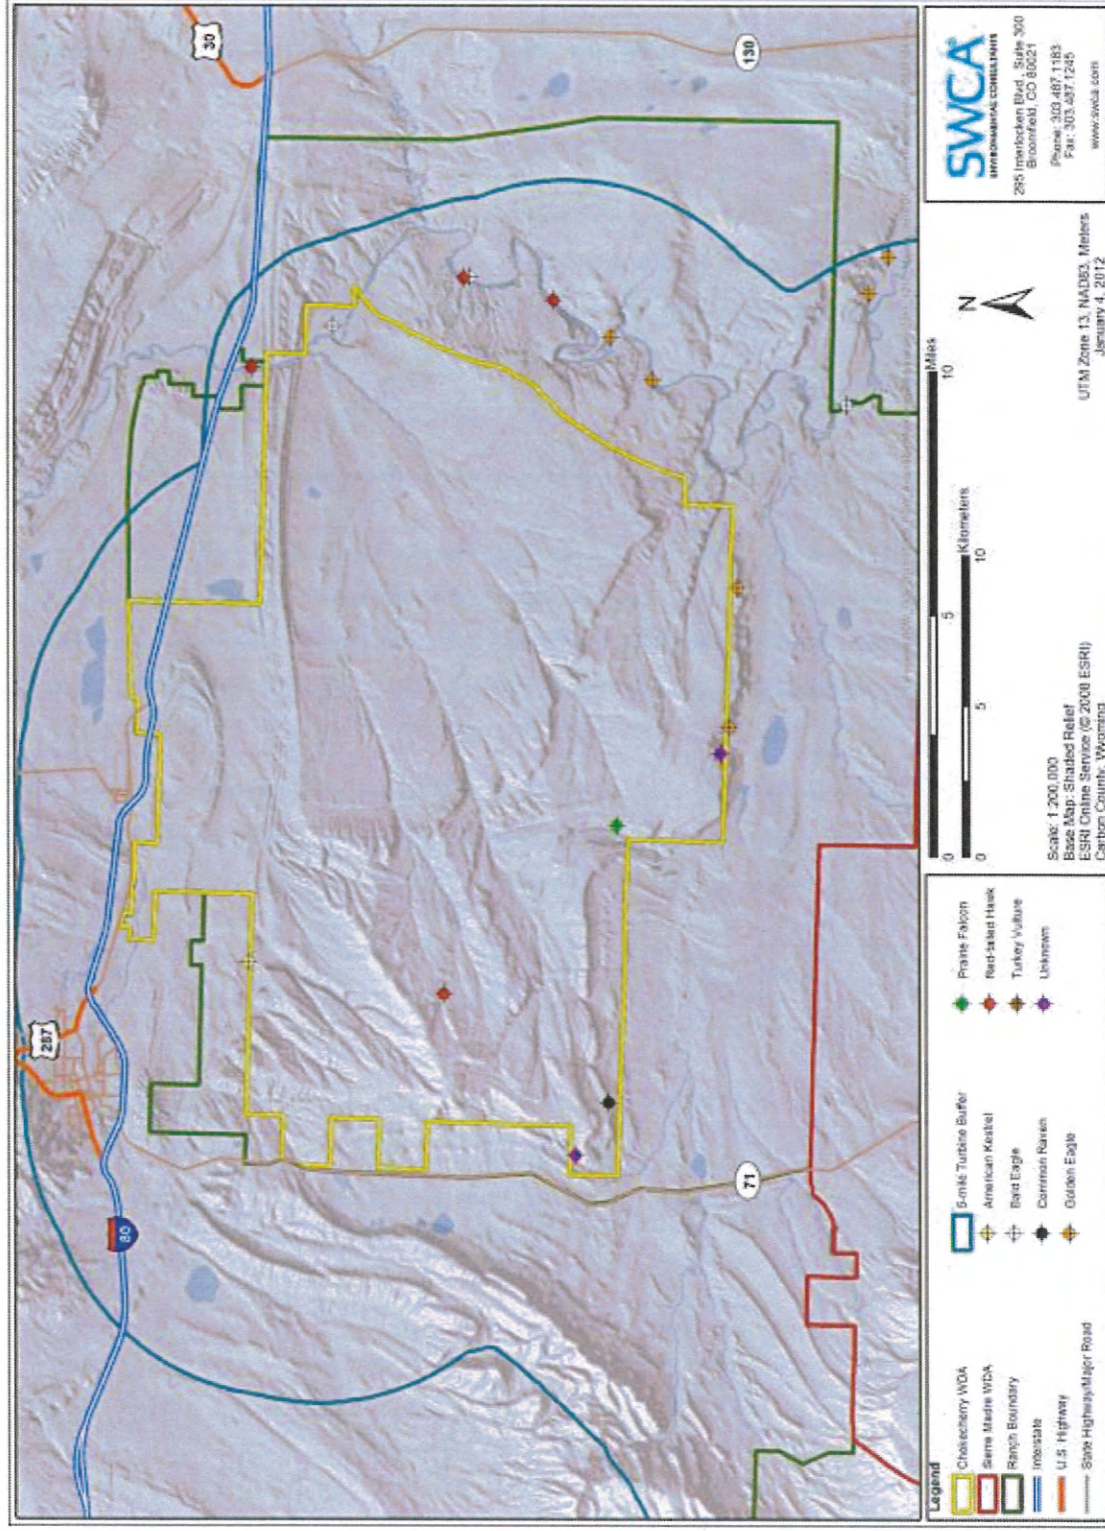 30
130
287
80
71
Legend
Chokecherry WDA
Sierra Madre WDA
Ranch Boundary
Interstate
U.S. Highway
State Highway/Major Road
5-mile Turbine Buffer
American Kestrel
Bald Eagle
Common Raven
Golden Eagle
Prairie Falcon
Red-tailed Hawk
Turkey Vulture
Unknown
0 5 10 Miles
0 5 10 Kilometers
Scale: 1:200,000
Base Map: Shaded Relief
ESRI Online Service (© 2008 ESRI)
Carbon County, Wyoming
N
UTM Zone 13, NAD83, Meters
January 4, 2012
SWCA
ENVIRONMENTAL CONSULTANTS
295 Interlocken Blvd., Suite 300
Broomfield, CO 80021
Phone: 303.487.1183
Fax: 303.487.1245
www.swca.com